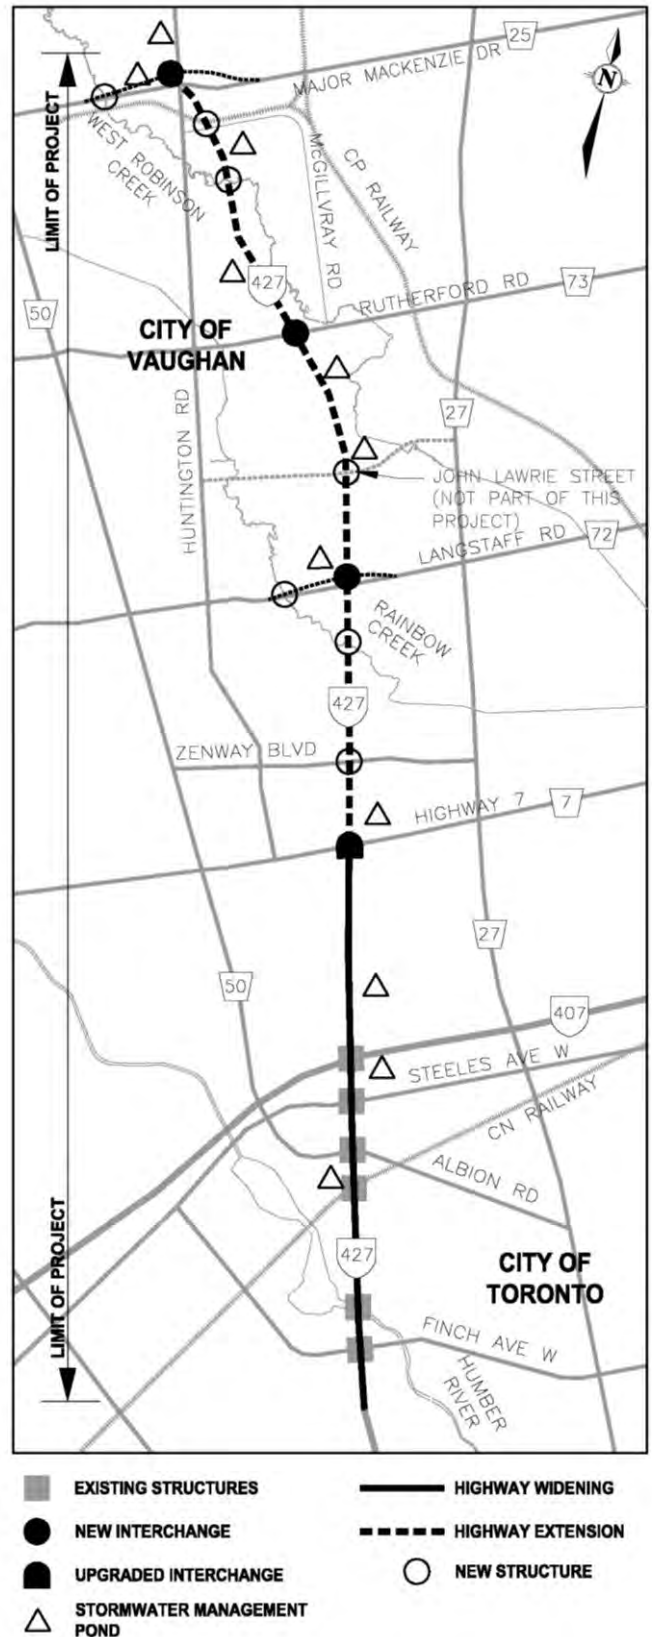 25
MAJOR MACKENZIE DR
N
LIMIT OF PROJECT
WEST ROBINSON
CREEK
McGILLVRAY RD
CP RAILWAY
427
RUTHERFORD RD
73
50
CITY OF
VAUGHAN
HUNTINGTON RD
27
JOHN LAWRIE STREET
(NOT PART OF THIS
PROJECT)
LANGSTAFF RD
72
RAINBOW
CREEK
427
ZENWAY BLVD
HIGHWAY 7
7
27
50
407
STEELES AVE W
CN RAILWAY
ALBION RD
LIMIT OF PROJECT
427
CITY OF
TORONTO
FINCH AVE W
HUMBER
RIVER
EXISTING STRUCTURES
HIGHWAY WIDENING
NEW INTERCHANGE
HIGHWAY EXTENSION
UPGRADED INTERCHANGE
NEW STRUCTURE
STORMWATER MANAGEMENT
POND